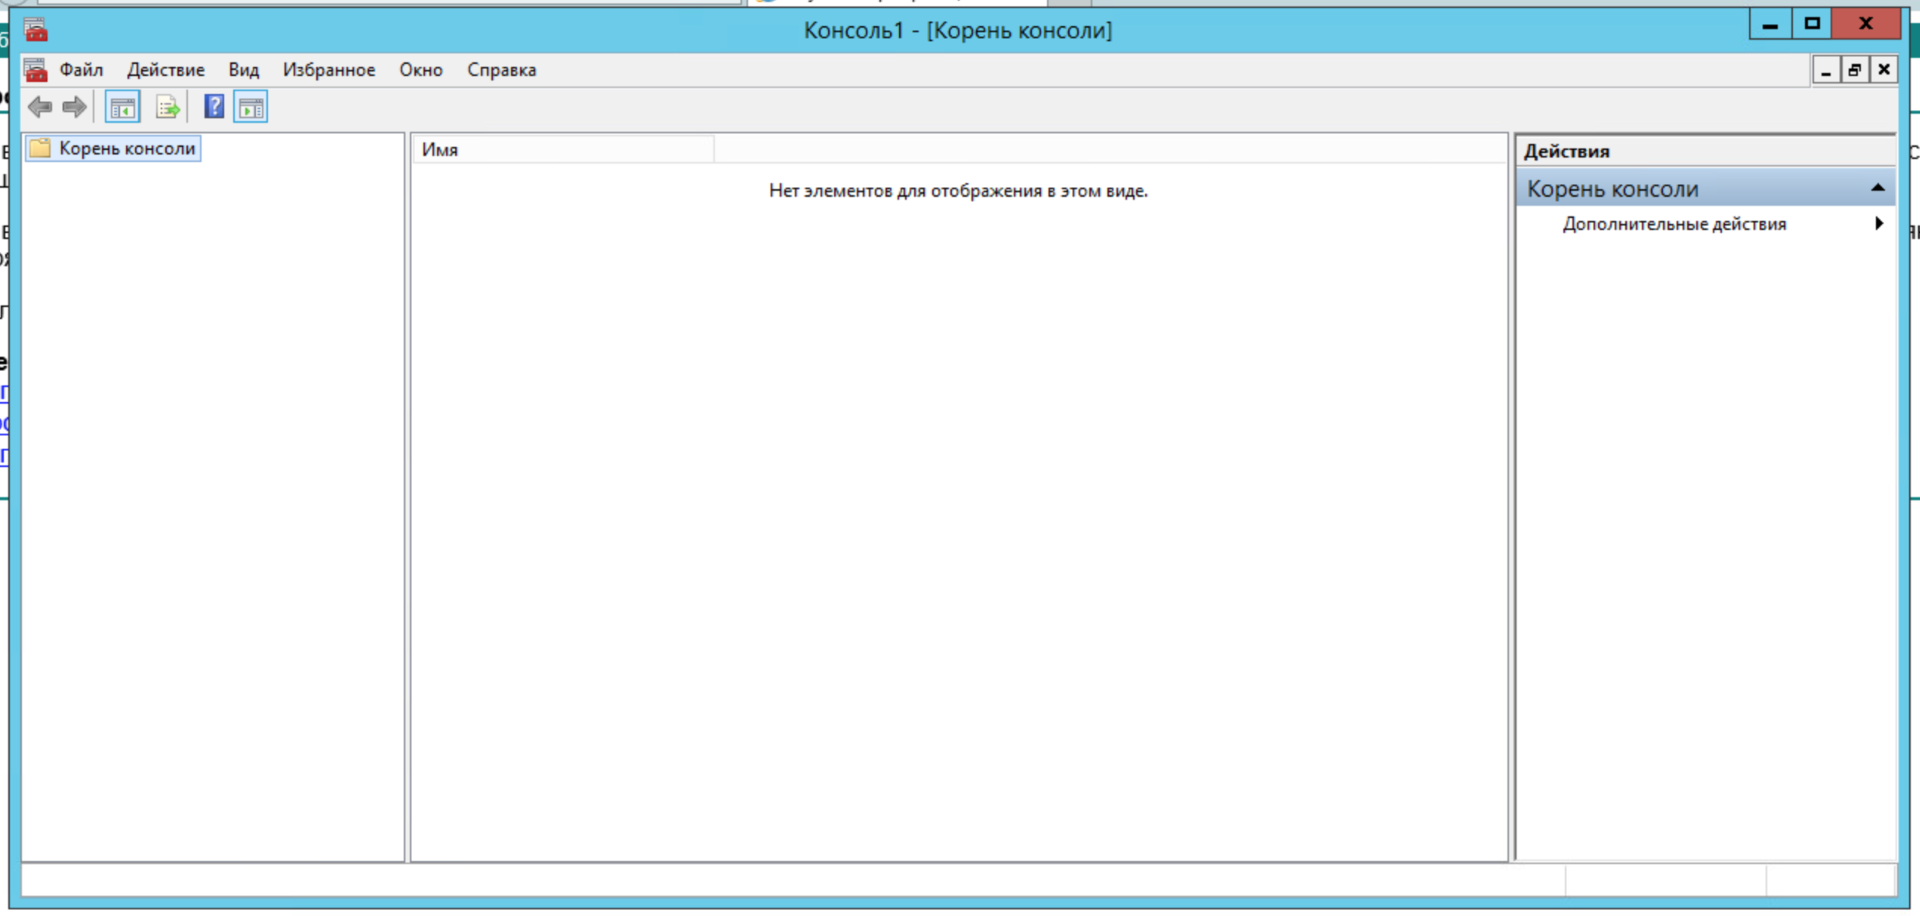 Консоль1 - [Корень консоли]
Файл Действие Вид Избранное Окно Справка
Корень консоли
Имя
Нет элементов для отображения в этом виде.
Действия
Корень консоли
Дополнительные действия